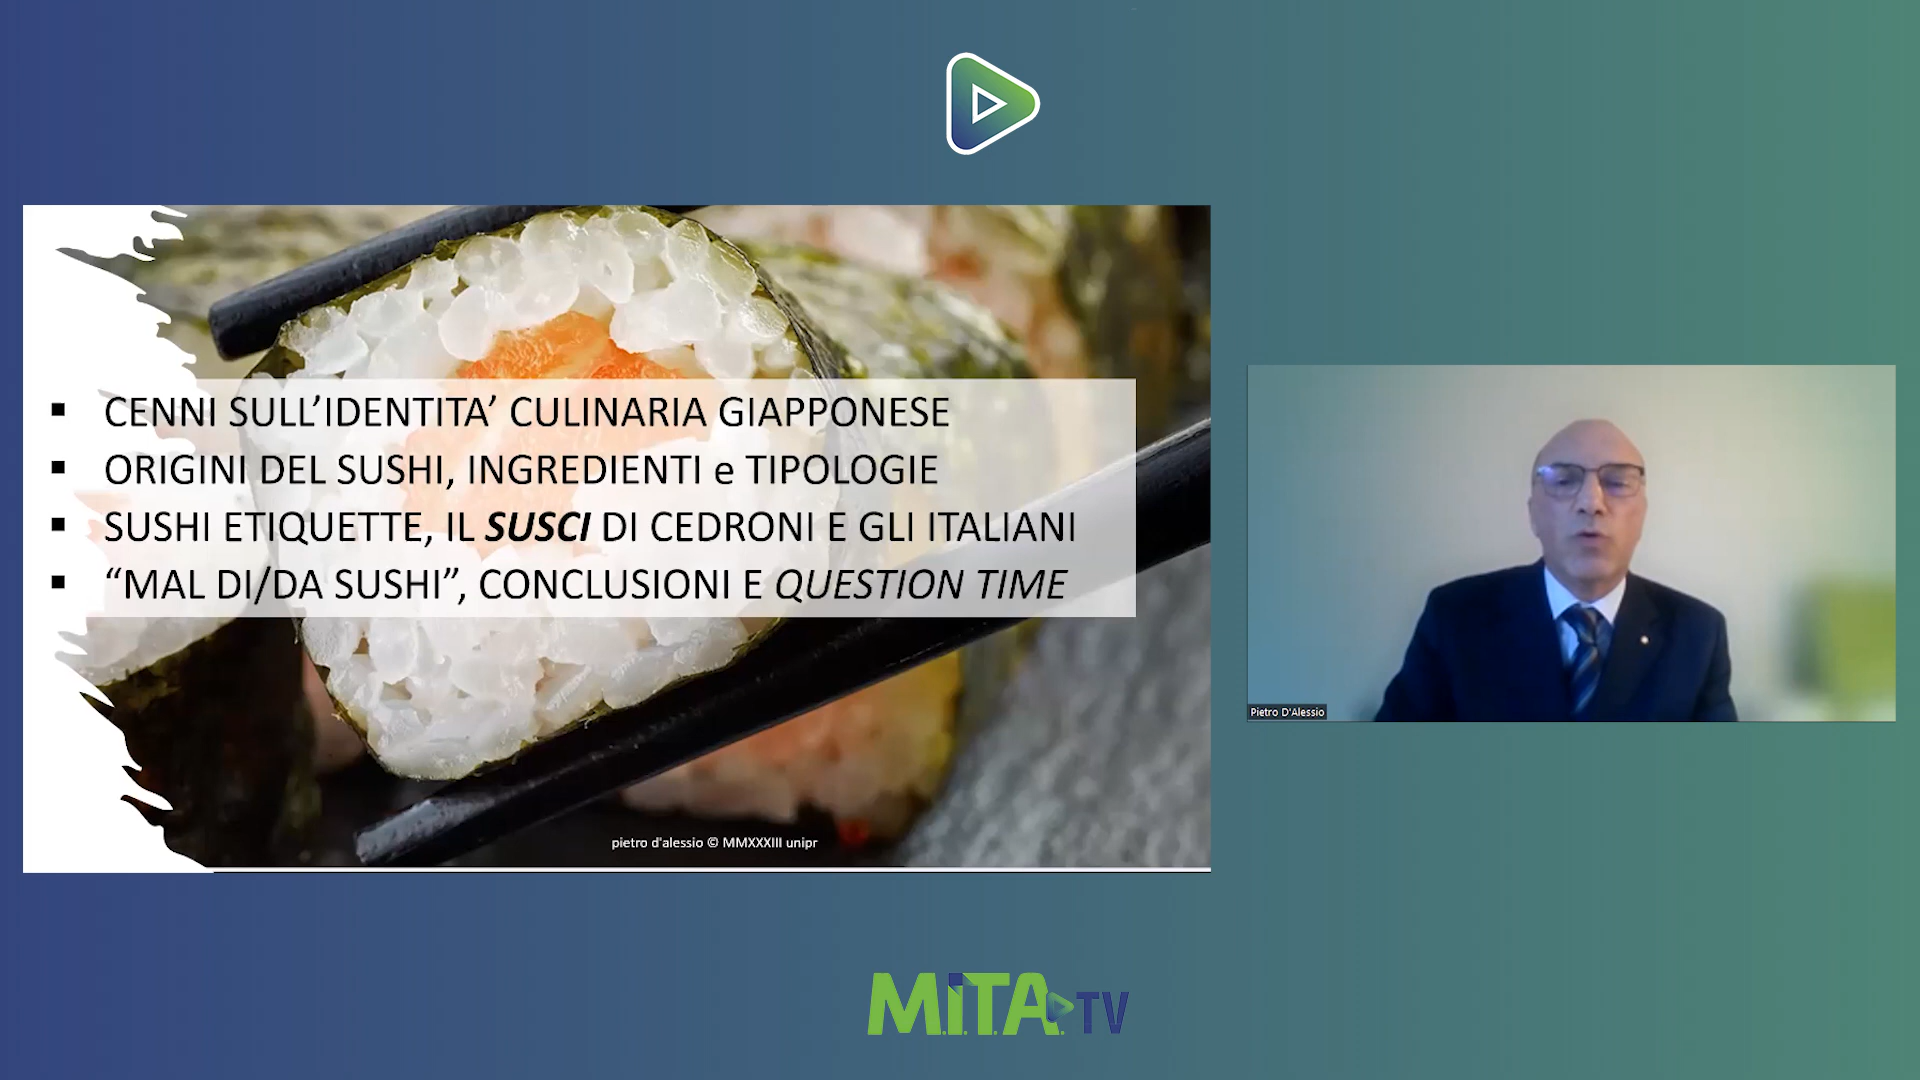 ▪ CENNI SULL’IDENTITA’ CULINARIA GIAPPONESE
▪ ORIGINI DEL SUSHI, INGREDIENTI e TIPOLOGIE
▪ SUSHI ETIQUETTE, IL SUSCI DI CEDRONI E GLI ITALIANI
▪ “MAL DI/DA SUSHI”, CONCLUSIONI E QUESTION TIME
pietro d'alessio © MMXXXIII unipr
Pietro D'Alessio
M.I.T.A. TV